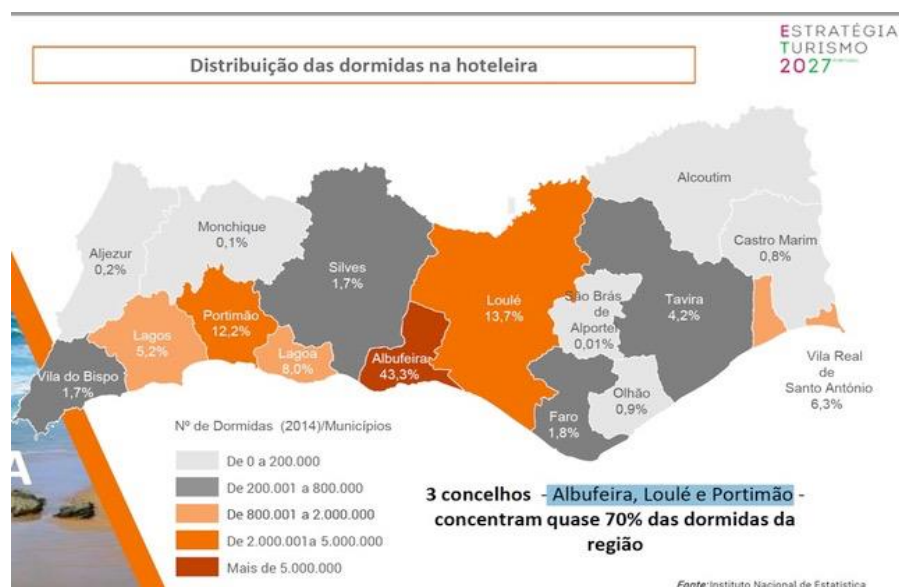 ESTRATÉGIA
TURISMO
2027
Distribuição das dormidas na hoteleira
Alcoutim
Monchique
0,1%
Castro Marim
0,8%
Aljezur
0,2%
Silves
1,7%
Loulé
13,7%
São Brás
de
Alportel
0,01%
Tavira
4,2%
Portimão
12,2%
Lagos
5,2%
Lagoa
8,0%
Albufeira
43,3%
Vila do Bispo
1,7%
Vila Real
de
Santo António
6,3%
Olhão
0,9%
Faro
1,8%
A
Nº de Dormidas (2014)/Municípios
De 0 a 200.000
De 200.001 a 800.000
De 800.001 a 2.000.000
De 2.000.001a 5.000.000
Mais de 5.000.000
3 concelhos - Albufeira, Loulé e Portimão -
concentram quase 70% das dormidas da
região
Fonte:Instituto Nacional de Estatística